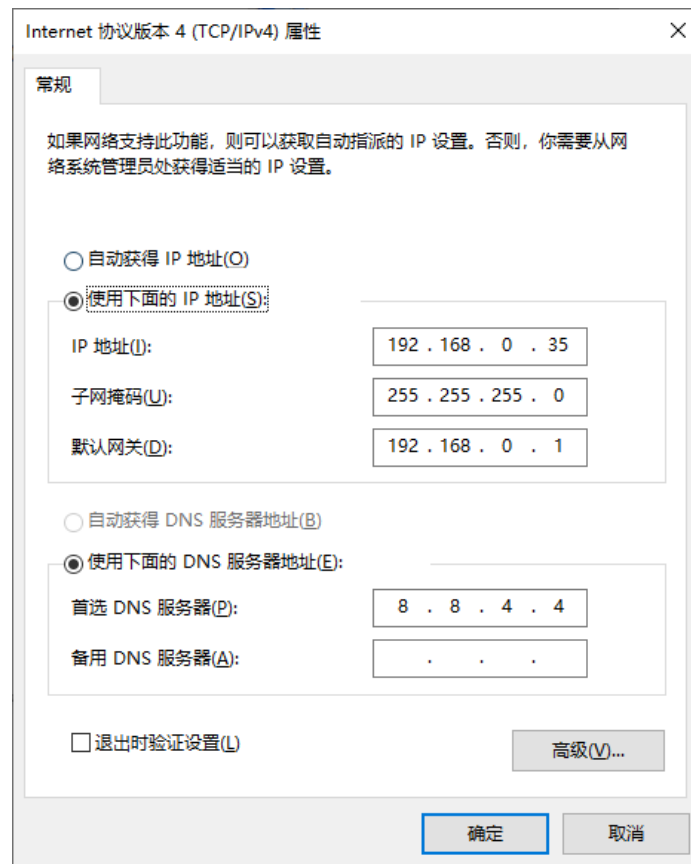 Internet 协议版本 4 (TCP/IPv4) 属性
常规
如果网络支持此功能，则可以获取自动指派的 IP 设置。否则，你需要从网
络系统管理员处获得适当的 IP 设置。
自动获得 IP 地址(O)
使用下面的 IP 地址(S):
IP 地址(I): 192 . 168 . 0 . 35
子网掩码(U): 255 . 255 . 255 . 0
默认网关(D): 192 . 168 . 0 . 1
自动获得 DNS 服务器地址(B)
使用下面的 DNS 服务器地址(E):
首选 DNS 服务器(P): 8 . 8 . 4 . 4
备用 DNS 服务器(A): . . .
退出时验证设置(L)
高级(V)...
确定 取消